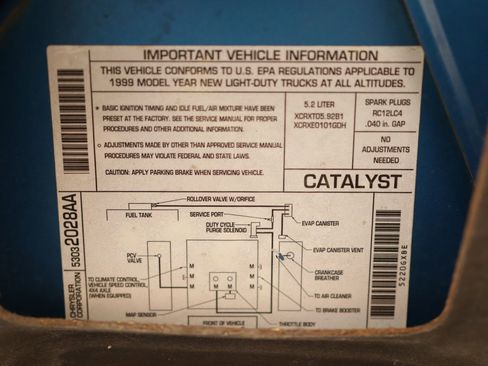 IMPORTANT VEHICLE INFORMATION
THIS VEHICLE CONFORMS TO U.S. EPA REGULATIONS APPLICABLE TO
1999 MODEL YEAR NEW LIGHT-DUTY TRUCKS AT ALL ALTITUDES.
BASIC IGNITION TIMING AND IDLE FUEL/AIR MIXTURE HAVE BEEN
PRESET AT THE FACTORY. SEE THE SERVICE MANUAL FOR PROPER
PROCEDURES AND OTHER ADDITIONAL INFORMATION.
ADJUSTMENTS MADE BY OTHER THAN APPROVED SERVICE MANUAL
PROCEDURES MAY VIOLATE FEDERAL AND STATE LAWS.
CAUTION: APPLY PARKING BRAKE WHEN SERVICING VEHICLE.
5.2 LITER
XCRXT05.92B1
XCRXE0101GDH
SPARK PLUGS
RC12LC4
.040 in. GAP
NO
ADJUSTMENTS
NEEDED
CATALYST
53032028AA
CHRYSLER
CORPORATION
ROLLOVER VALVE W/ORIFICE
FUEL TANK
SERVICE PORT
DUTY CYCLE
PURGE SOLENOID
EVAP CANISTER
PCV
VALVE
EVAP CANISTER VENT
CRANKCASE
BREATHER
M M
M M
M M
TO CLIMATE CONTROL,
VEHICLE SPEED CONTROL
4X4 AXLE
(WHEN EQUIPPED)
TO AIR CLEANER
TO BRAKE BOOSTER
MAP SENSOR
THROTTLE BODY
FRONT OF VEHICLE
5220GXBE